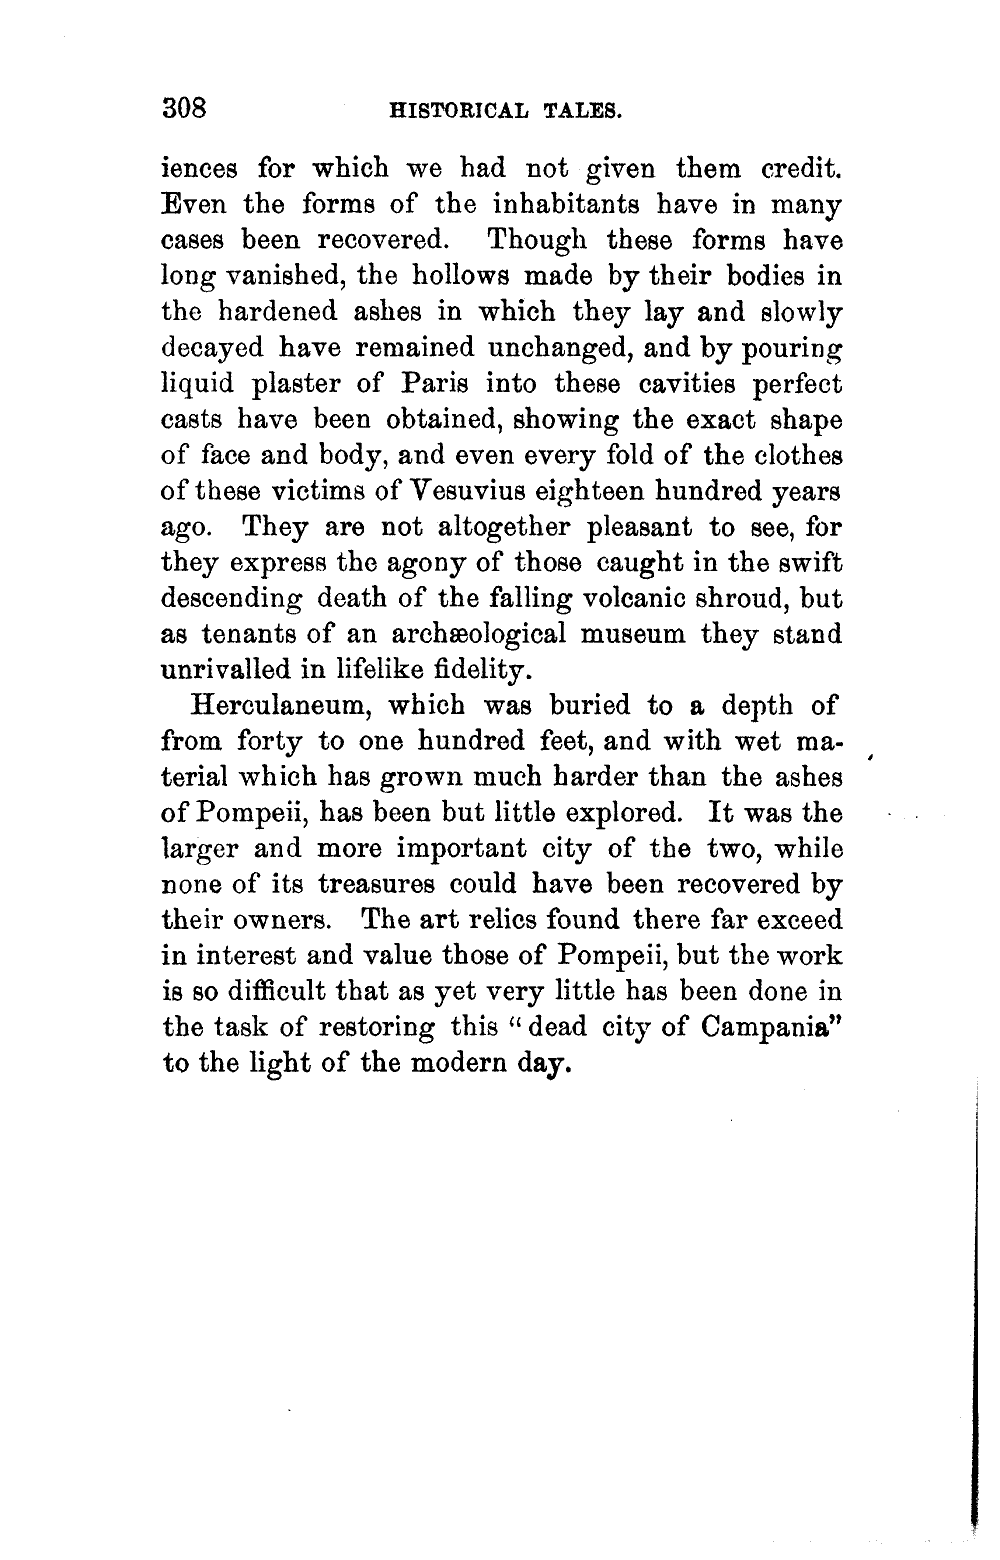 308 HISTORICAL TALES.
iences for which we had not given them credit.
Even the forms of the inhabitants have in many
cases been recovered. Though these forms have
long vanished, the hollows made by their bodies in
the hardened ashes in which they lay and slowly
decayed have remained unchanged, and by pouring
liquid plaster of Paris into these cavities perfect
casts have been obtained, showing the exact shape
of face and body, and even every fold of the clothes
of these victims of Vesuvius eighteen hundred years
ago. They are not altogether pleasant to see, for
they express the agony of those caught in the swift
descending death of the falling volcanic shroud, but
as tenants of an archæological museum they stand
unrivalled in lifelike fidelity.
Herculaneum, which was buried to a depth of
from forty to one hundred feet, and with wet ma-
terial which has grown much harder than the ashes
of Pompeii, has been but little explored. It was the
larger and more important city of the two, while
none of its treasures could have been recovered by
their owners. The art relics found there far exceed
in interest and value those of Pompeii, but the work
is so difficult that as yet very little has been done in
the task of restoring this “dead city of Campania”
to the light of the modern day.